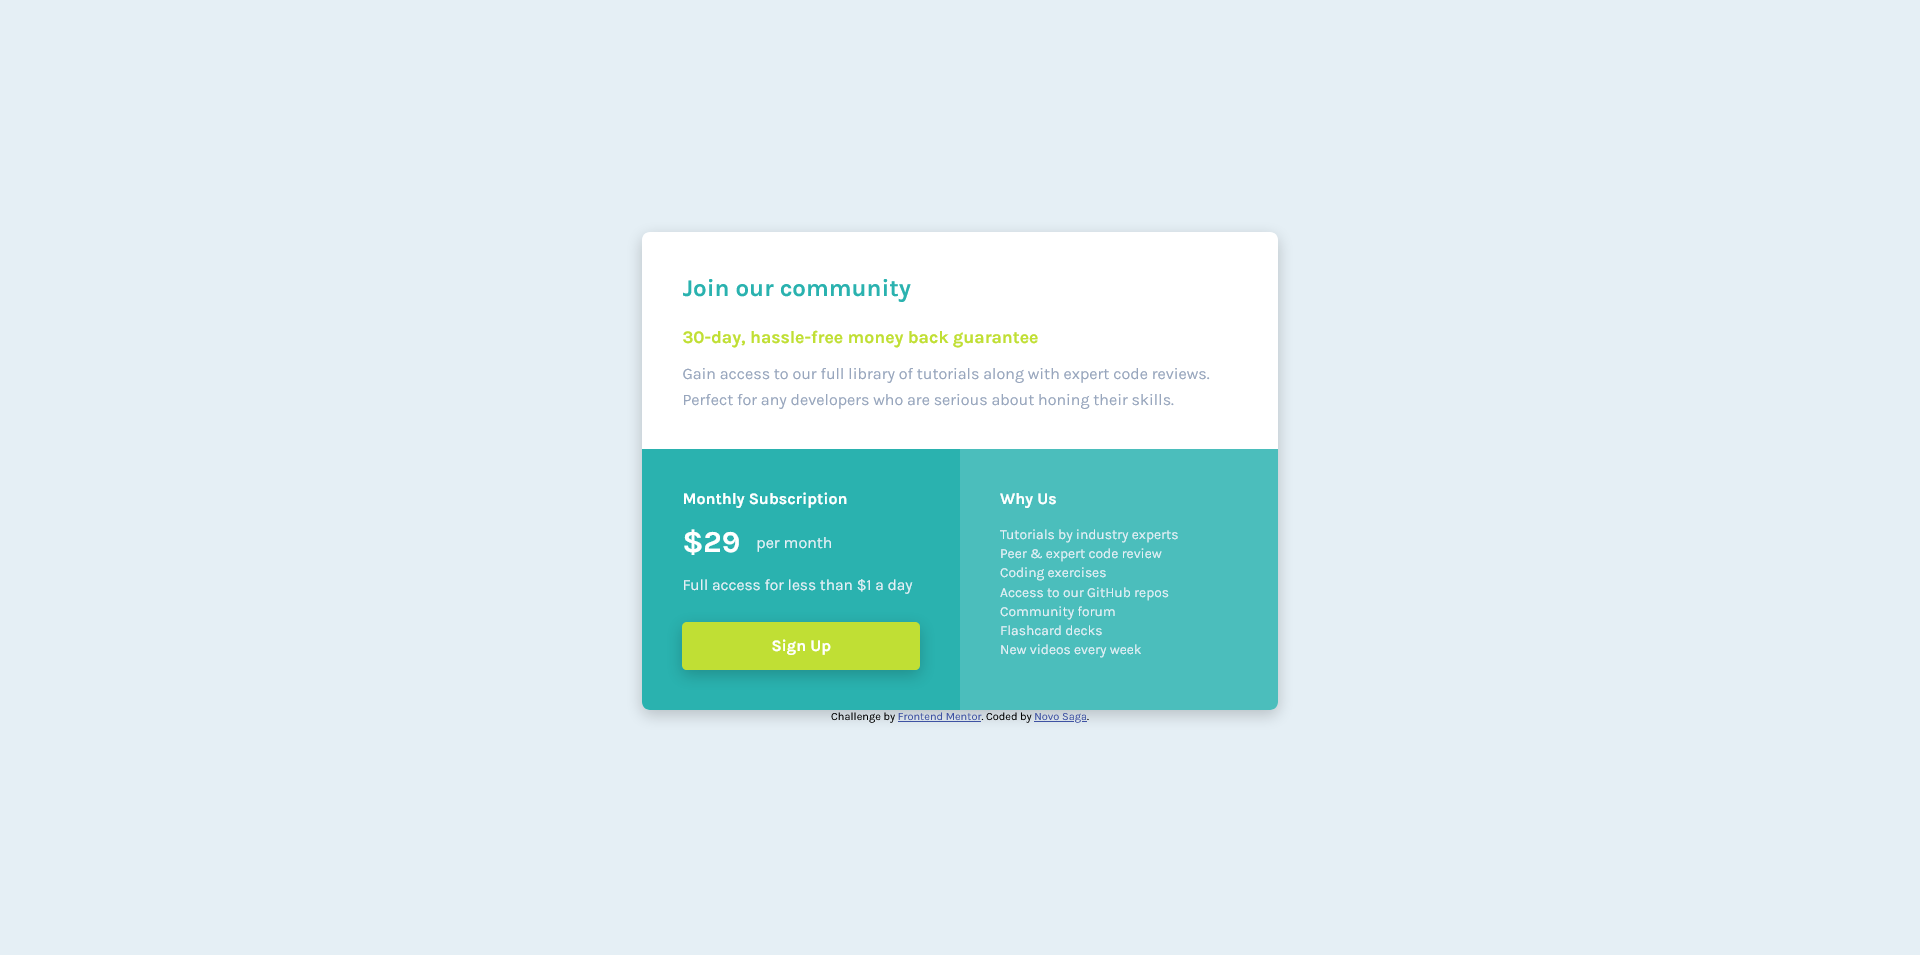 Join our community
30-day, hassle-free money back guarantee
Gain access to our full library of tutorials along with expert code reviews.
Perfect for any developers who are serious about honing their skills.
Monthly Subscription
$29 per month
Full access for less than $1 a day
Sign Up
Why Us
Tutorials by industry experts
Peer & expert code review
Coding exercises
Access to our GitHub repos
Community forum
Flashcard decks
New videos every week
Challenge by Frontend Mentor. Coded by Novo Saga.